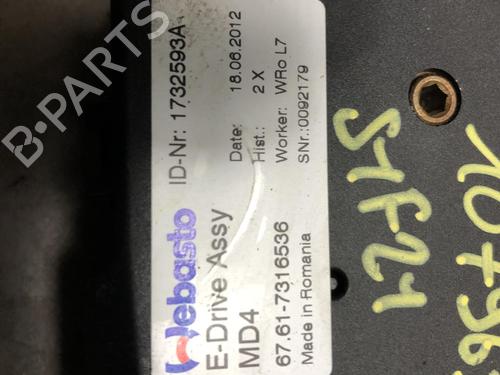 Webasto
ID-Nr: 1732593A
E-Drive Assy
MD4
Date: 18.06.2012
Hist.: 2 X
Worker: WRo L7
67.61-7316536
SNr.:0092179
Made in Romania
B-PARTS